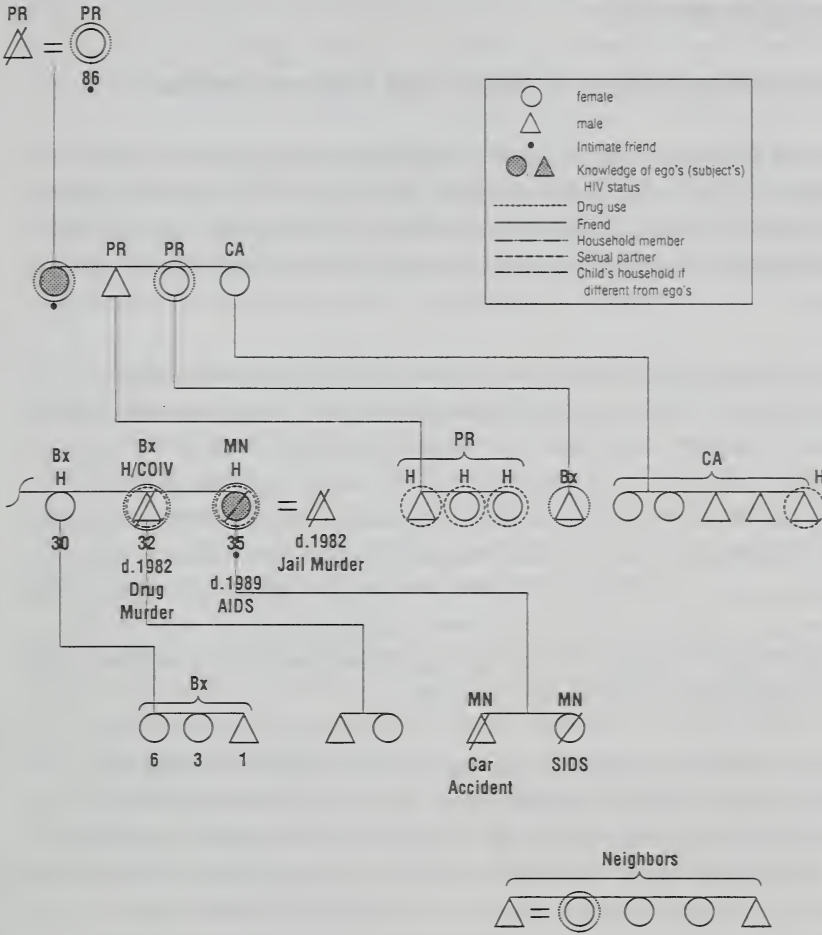 PR PR
=
86
female
male
Intimate friend
Knowledge of ego's (subject's)
HIV status
Drug use
Friend
Household member
Sexual partner
Child's household if
different from ego's
PR PR CA
Bx Bx MN
H H/COIV H
PR
H H H
Bx
CA
H
=
30 32 35
d.1982
Drug
Murder
d.1989
AIDS
d.1982
Jail Murder
Bx
6 3 1
MN MN
Car
Accident
SIDS
Neighbors
=